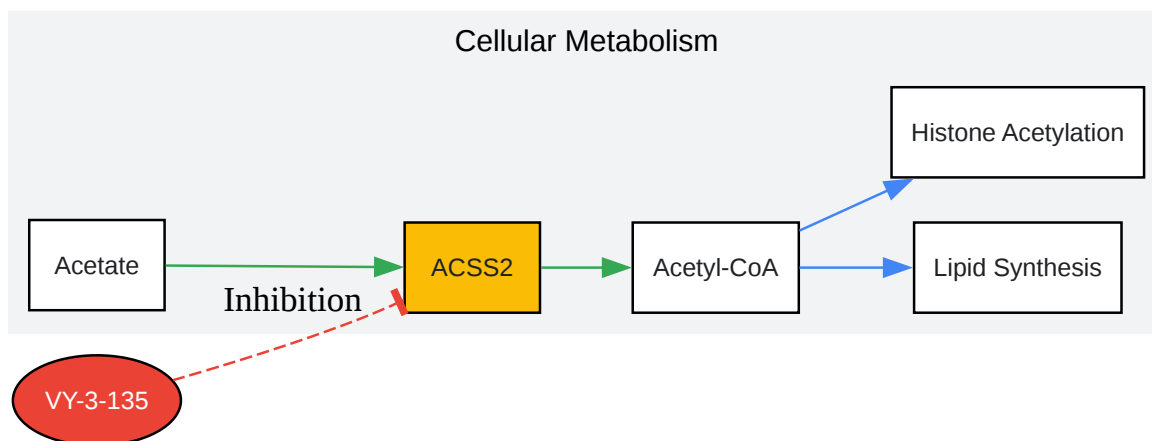 Cellular Metabolism
Histone Acetylation
Acetate
ACSS2
Acetyl-CoA
Lipid Synthesis
Inhibition
VY-3-135